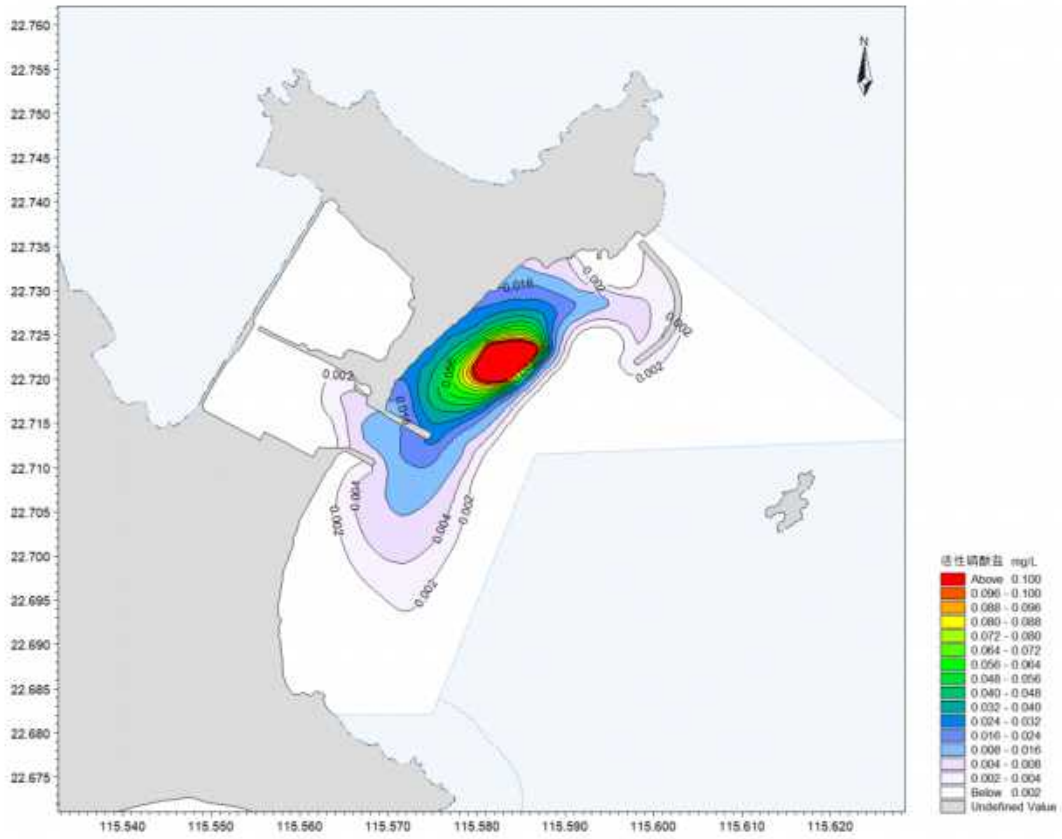 22.760
22.755
22.750
22.745
22.740
22.735
22.730
22.725
22.720
22.715
22.710
22.705
22.700
22.695
22.690
22.685
22.680
22.675
N
0.002
0.016
0.056
0.002
0.002
0.002
0.004
0.002
0.004
0.002
0.002
115.540
115.550
115.560
115.570
115.580
115.590
115.600
115.610
115.620
活性磷酸盐 mg/L
Above 0.100
0.096 - 0.100
0.088 - 0.096
0.080 - 0.088
0.072 - 0.080
0.064 - 0.072
0.056 - 0.064
0.048 - 0.056
0.040 - 0.048
0.032 - 0.040
0.024 - 0.032
0.016 - 0.024
0.008 - 0.016
0.004 - 0.008
0.002 - 0.004
Below 0.002
Undefined Value